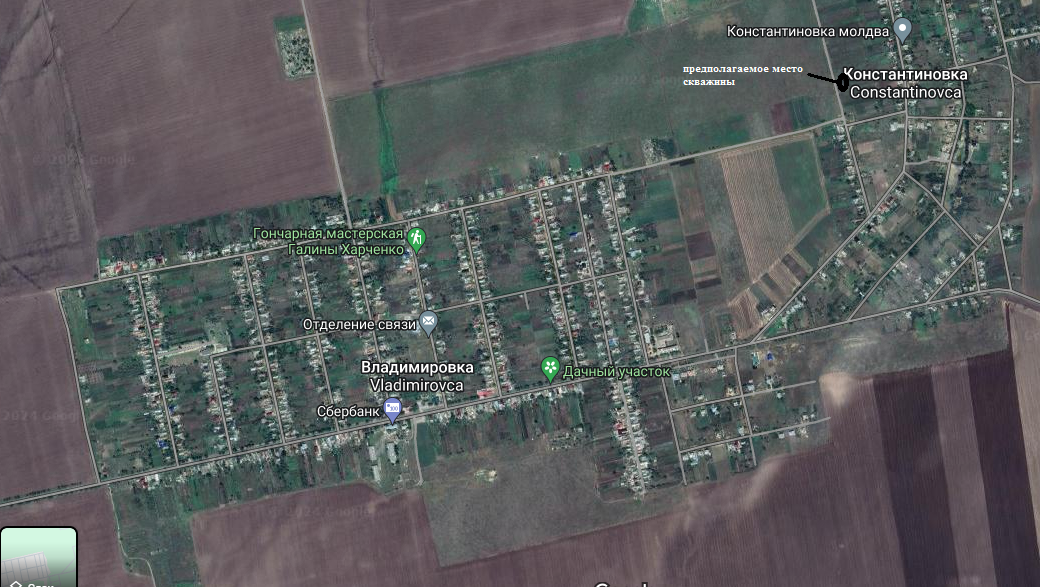 Константиновка молдва
предполагаемое место
скважины
Константиновка
Constantinovca
Гончарная мастерская
Галины Харченко
Отделение связи
Владимировка
Vladimirovca
Дачный участок
Сбербанк